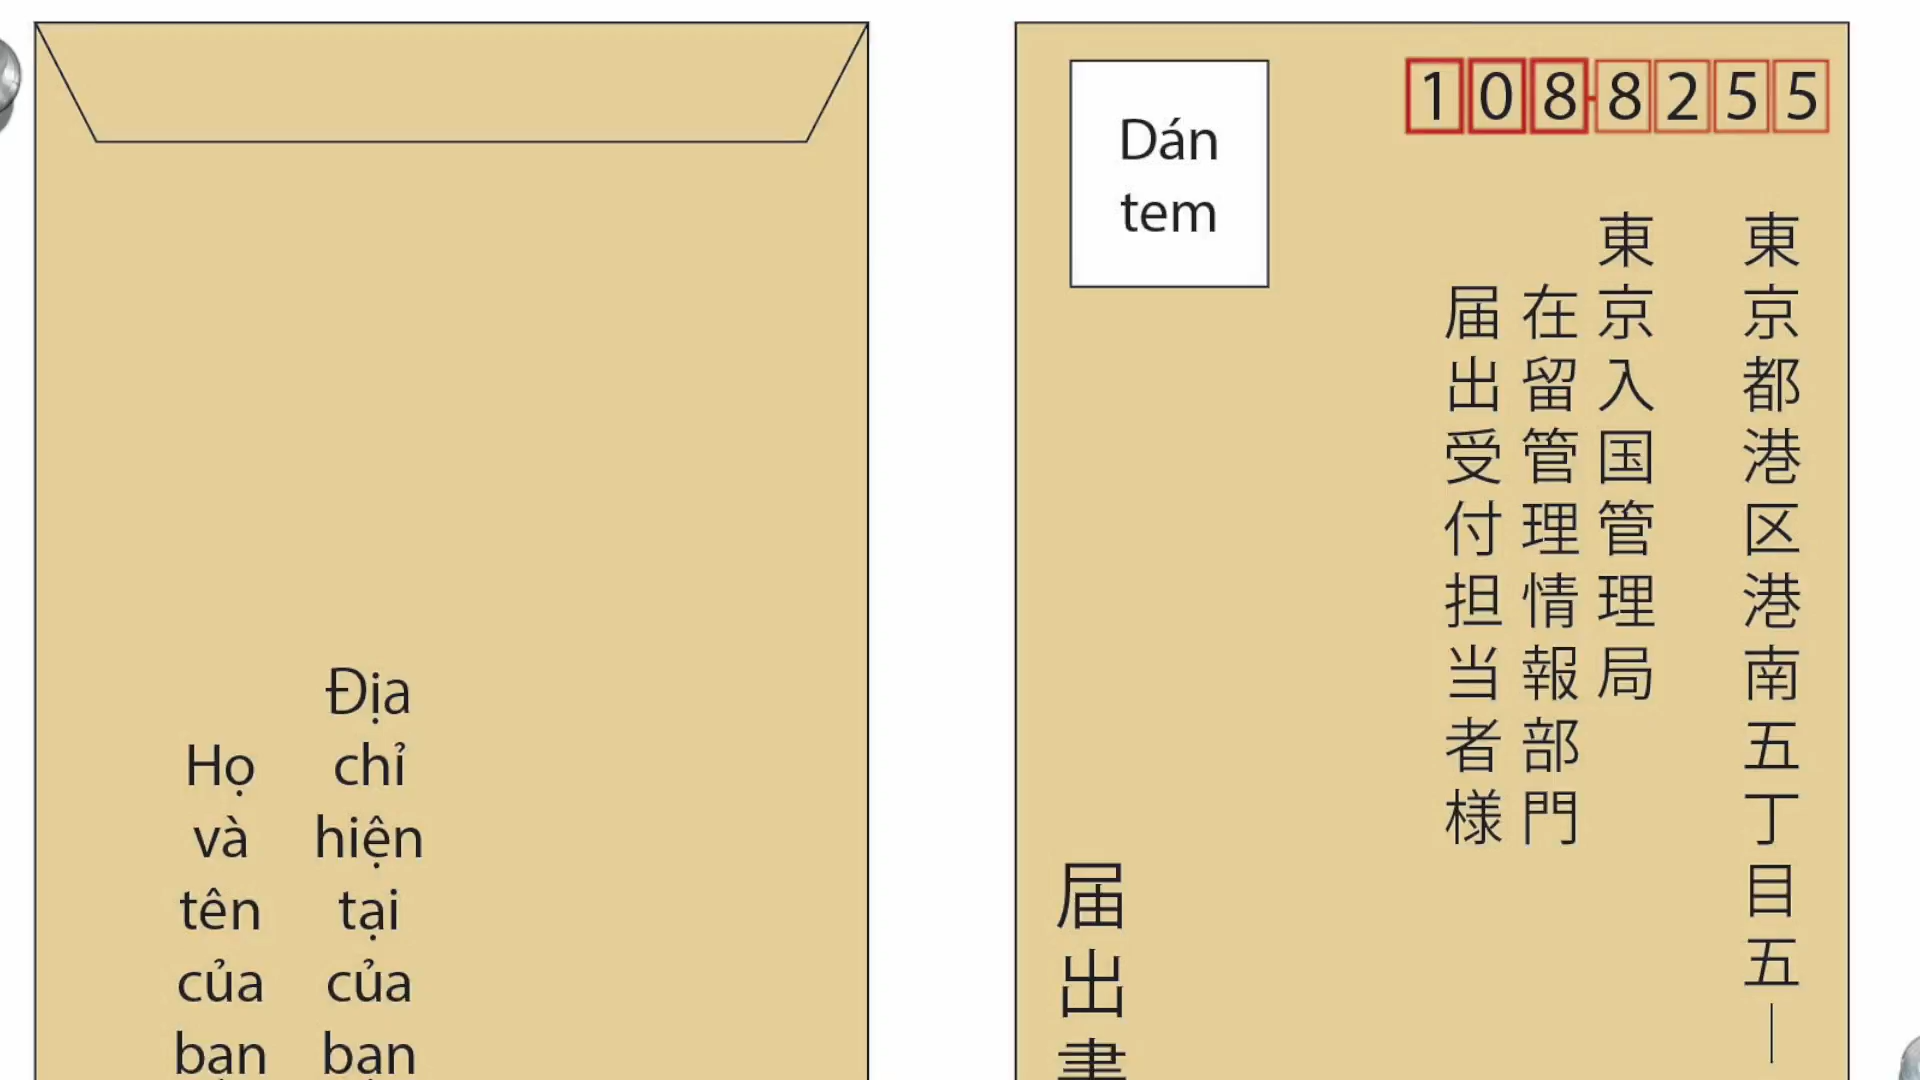 Địa chỉ hiện tại của bạn
Họ và tên của bạn
Dán
tem
108-8255
東京都港区港南五丁目五―
東京入国管理局
在留管理情報部門
届出受付担当者様
届出書